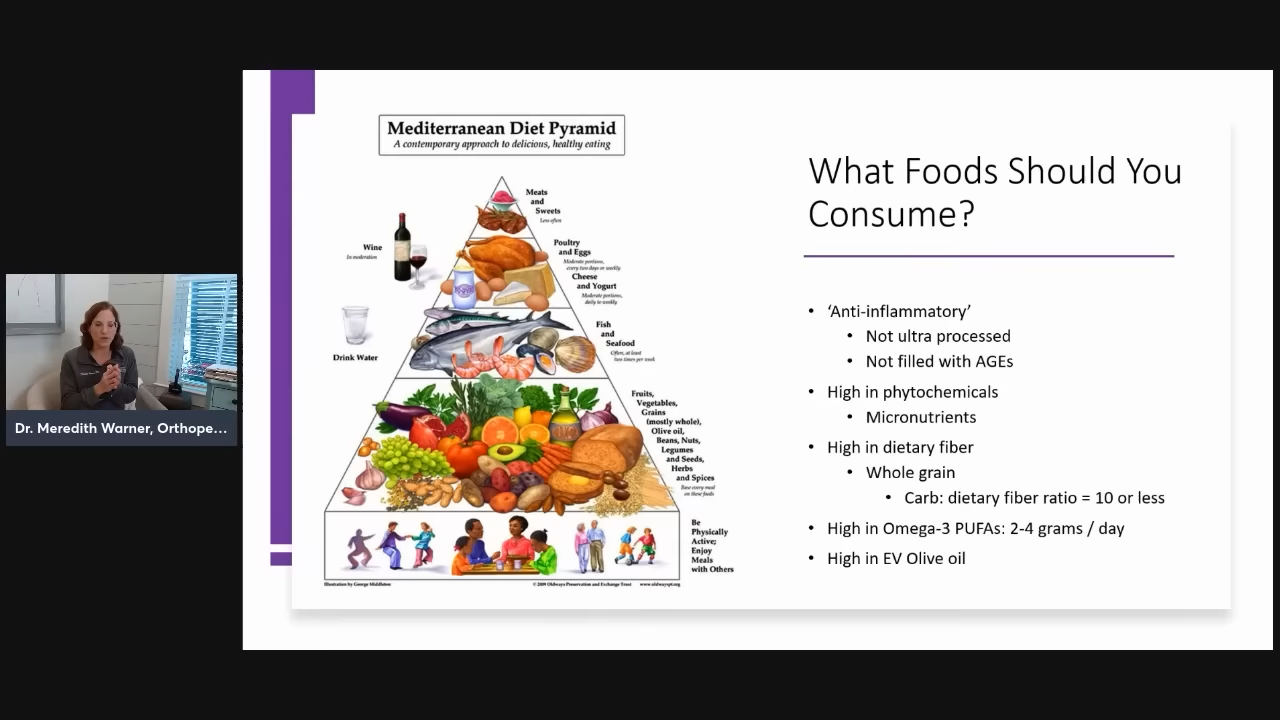 Mediterranean Diet Pyramid
A contemporary approach to delicious, healthy eating
Meats
and
Sweets
Less often
Wine
In moderation
Poultry
and Eggs
Moderate portions,
every two days or weekly
Cheese
and Yogurt
Moderate portions,
daily to weekly
Drink Water
Fish
and
Seafood
Often, at least
two times per week
Fruits,
Vegetables,
Grains
(mostly whole),
Olive oil,
Beans, Nuts,
Legumes
and Seeds,
Herbs
and Spices
Base every meal
on these foods
Be
Physically
Active;
Enjoy
Meals
with Others
Illustration by George Middleton
© 2009 Oldways Preservation and Exchange Trust www.oldwayspt.org
What Foods Should You
Consume?
• 'Anti-inflammatory'
• Not ultra processed
• Not filled with AGEs
• High in phytochemicals
• Micronutrients
• High in dietary fiber
• Whole grain
• Carb: dietary fiber ratio = 10 or less
• High in Omega-3 PUFAs: 2-4 grams / day
• High in EV Olive oil
Dr. Meredith Warner, Orthope...